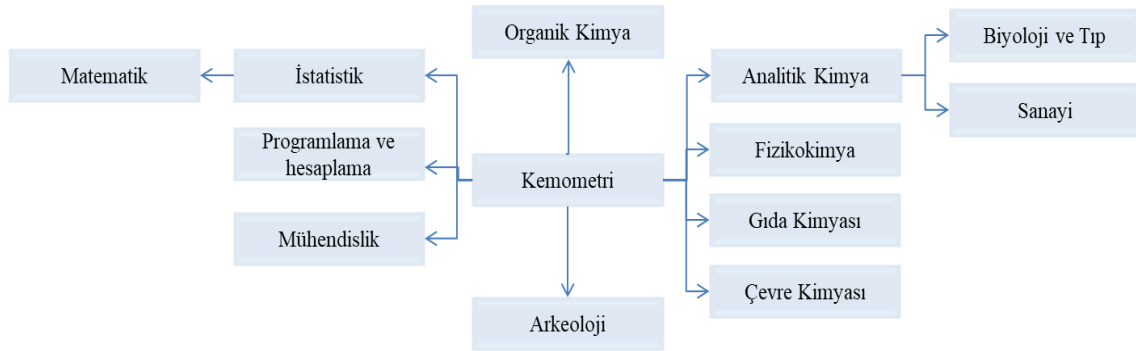 Organik Kimya
Biyoloji ve Tıp
Matematik
İstatistik
Analitik Kimya
Sanayi
Programlama ve
hesaplama
Fizikokimya
Kemometri
Gıda Kimyası
Mühendislik
Çevre Kimyası
Arkeoloji